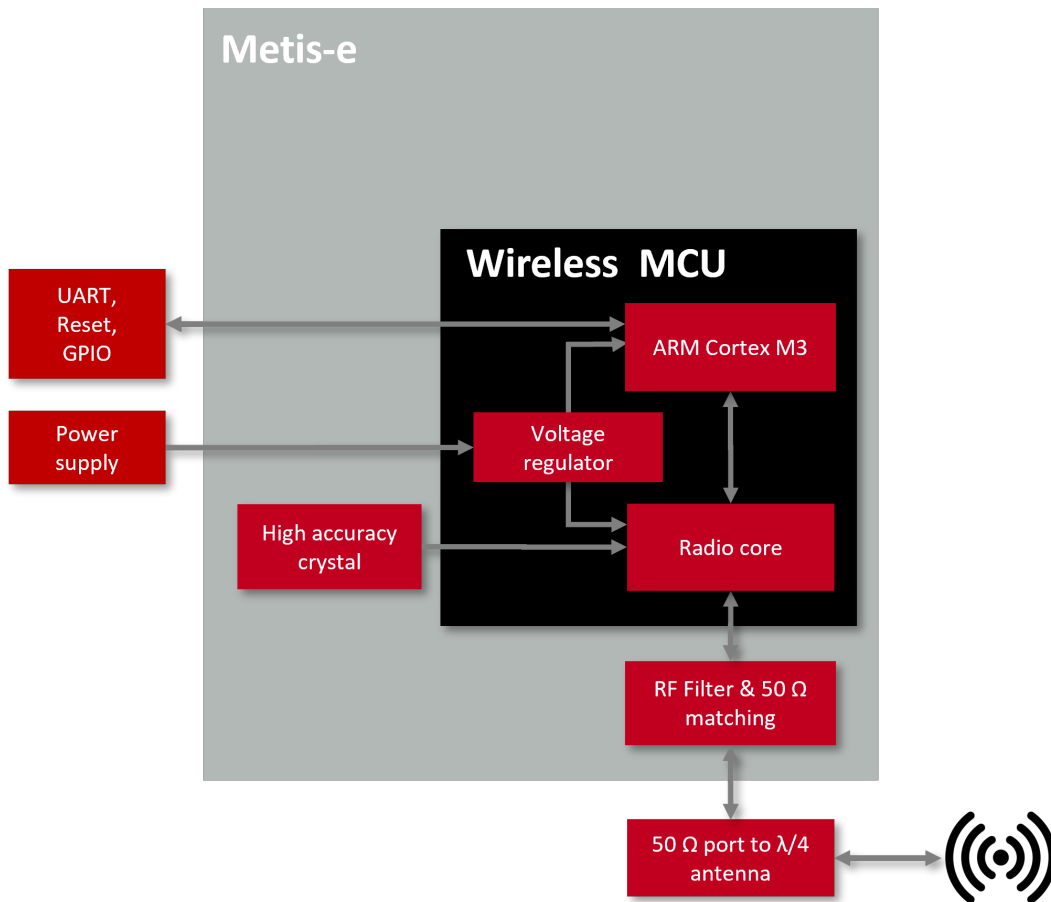 Metis-e
Wireless MCU
UART,
Reset,
GPIO
ARM Cortex M3
Power
supply
Voltage
regulator
High accuracy
crystal
Radio core
RF Filter & 50 Ω
matching
50 Ω port to λ/4
antenna